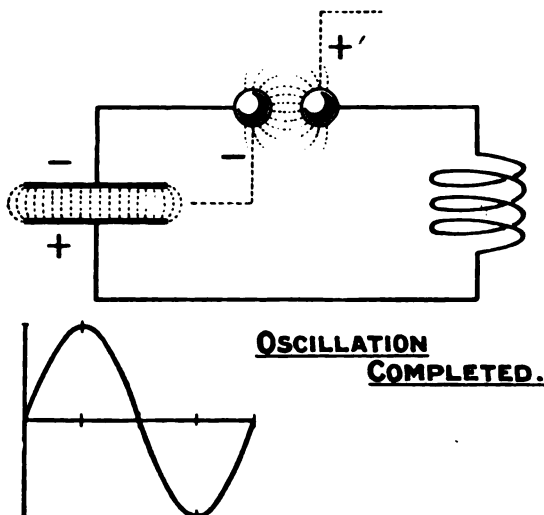 +
-
-
+
OSCILLATION
COMPLETED.